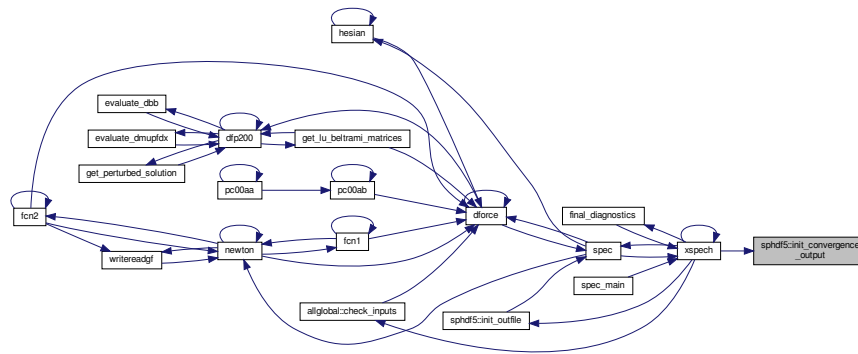 hesian
evaluate_dbb
evaluate_dmupfdx
dfp200
get_lu_beltrami_matrices
get_perturbed_solution
pc00aa
pc00ab
fcn2
dforce
final_diagnostics
fcn1
newton
spec
xspech
sphdf5::init_convergence
_output
writereadgf
spec_main
allglobal::check_inputs
sphdf5::init_outfile